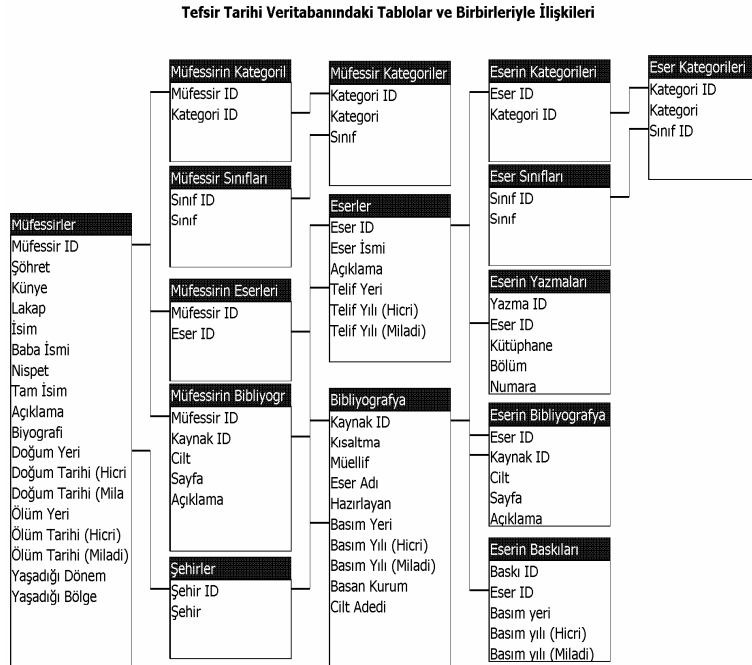 Tefsir Tarihi Veritabanındaki Tablolar ve Birbirleriyle İlişkileri
Müfessirler
Müfessir ID
Şöhret
Künye
Lakap
İsim
Baba İsmi
Nispet
Tam İsim
Açıklama
Biyografi
Doğum Yeri
Doğum Tarihi (Hicri
Doğum Tarihi (Mila
Ölüm Yeri
Ölüm Tarihi (Hicri)
Ölüm Tarihi (Miladi)
Yaşadığı Dönem
Yaşadığı Bölge
Müfessirin Kategoril
Müfessir ID
Kategori ID
Müfessir Sınıfları
Sınıf ID
Sınıf
Müfessirin Eserleri
Müfessir ID
Eser ID
Müfessirin Bibliyogr
Müfessir ID
Kaynak ID
Cilt
Sayfa
Açıklama
Şehirler
Şehir ID
Şehir
Müfessir Kategoriler
Kategori ID
Kategori
Sınıf
Eserler
Eser ID
Eser İsmi
Açıklama
Telif Yeri
Telif Yılı (Hicri)
Telif Yılı (Miladi)
Bibliyografya
Kaynak ID
Kısaltma
Müellif
Eser Adı
Hazırlayan
Basım Yeri
Basım Yılı (Hicri)
Basım Yılı (Miladi)
Basan Kurum
Cilt Adedi
Eserin Kategorileri
Eser ID
Kategori ID
Eser Sınıfları
Sınıf ID
Sınıf
Eserin Yazmaları
Yazma ID
Eser ID
Kütüphane
Bölüm
Numara
Eserin Bibliyografya
Eser ID
Kaynak ID
Cilt
Sayfa
Açıklama
Eserin Baskıları
Baskı ID
Eser ID
Basım yeri
Basım yılı (Hicri)
Basım yılı (Miladi)
Eser Kategorileri
Kategori ID
Kategori
Sınıf ID